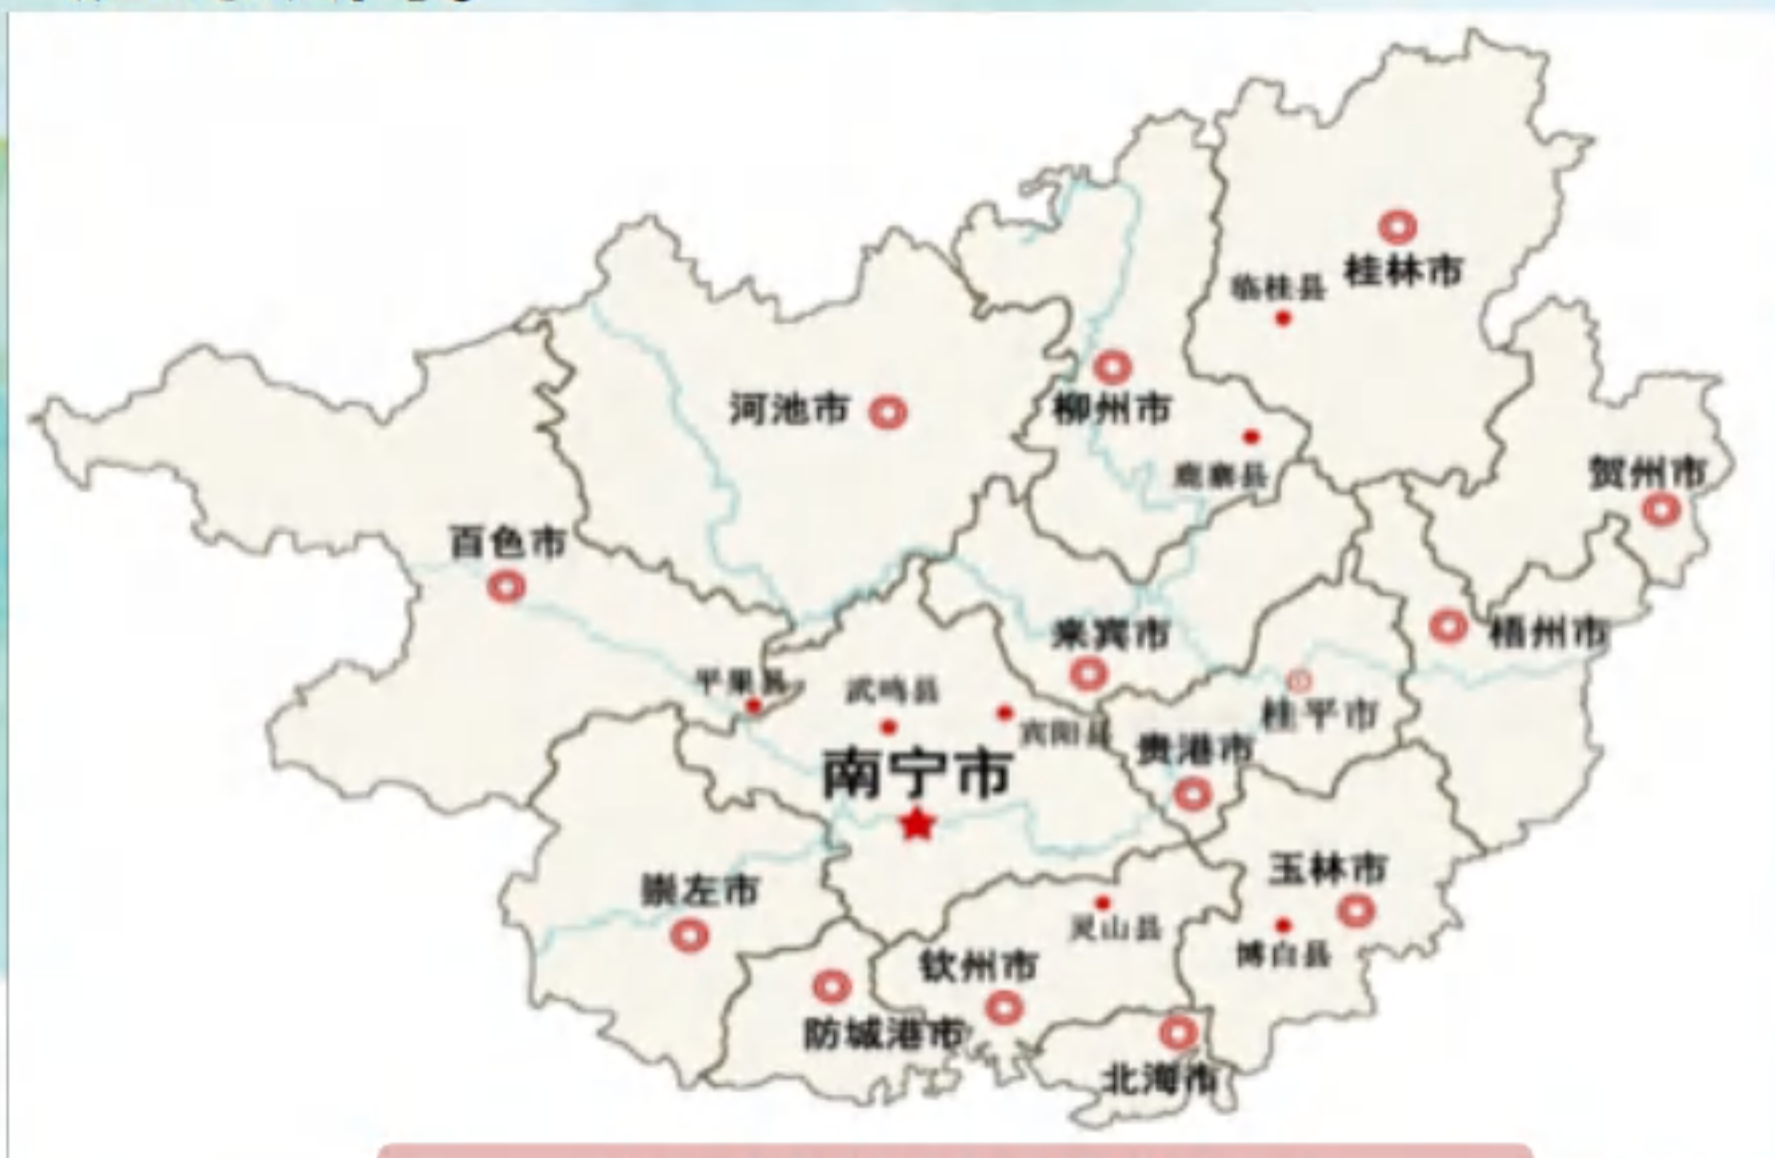 桂林市
临桂县
河池市
柳州市
鹿寨县
贺州市
百色市
来宾市
梧州市
平果县
武鸣县
宾阳县
桂平市
贵港市
南宁市
玉林市
崇左市
灵山县
博白县
钦州市
防城港市
北海市